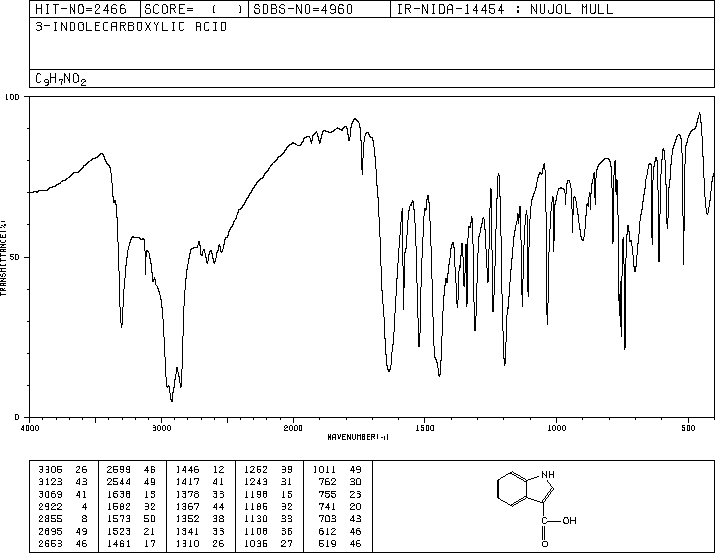 HIT-NO=2466 SCORE= ( ) SDBS-NO=4960 IR-NIDA-14454 : NUJOL MULL
3-INDOLECARBOXYLIC ACID
C9H7NO2
100
50
0
TRANSMITTANCE(%)
4000 3000 2000 1500 1000 500
WAVENUMBER(-1)
3305 26 2599 46 1446 12 1262 39 1011 49
3123 43 2544 49 1417 41 1243 31 762 30
3069 41 1638 13 1378 33 1198 15 755 23
2922 4 1582 32 1367 44 1186 32 741 20
2855 8 1573 50 1352 38 1130 33 703 43
2695 49 1523 21 1341 33 1108 36 612 46
2653 46 1461 17 1310 26 1036 27 519 46
NH
C
OH
O